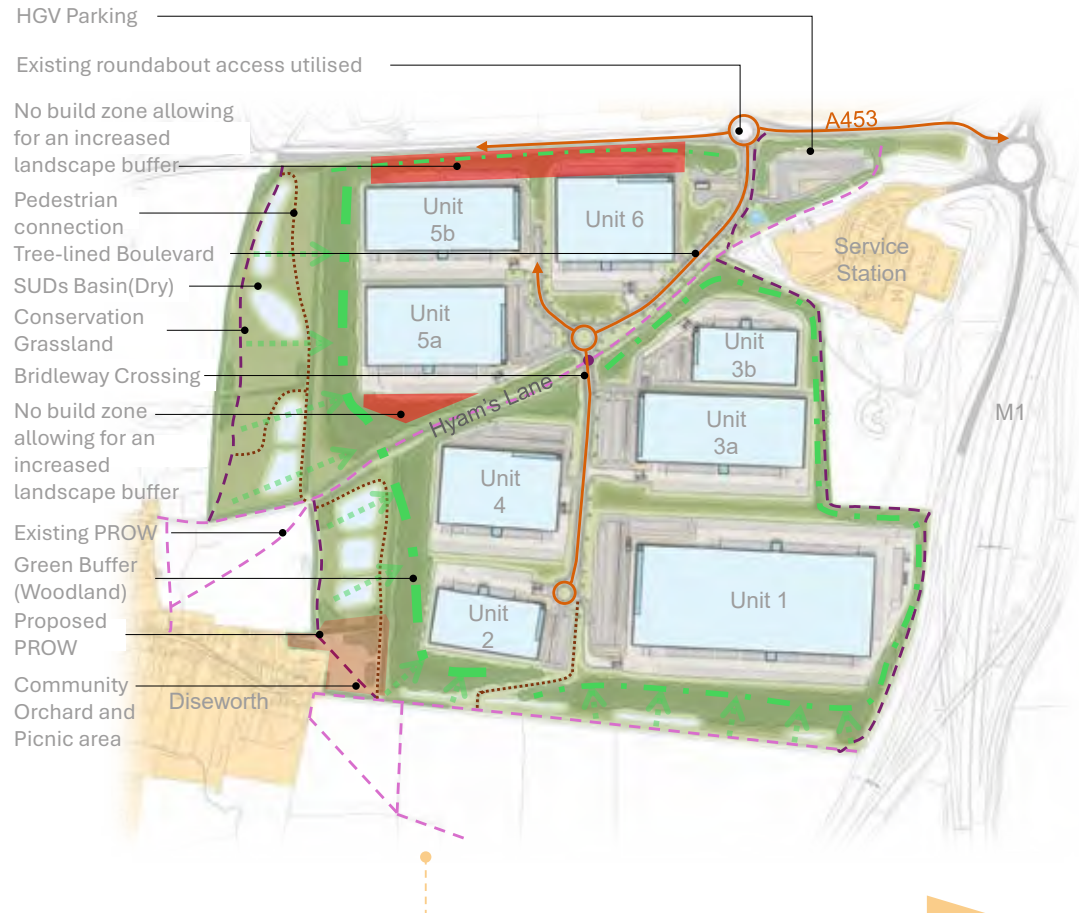 HGV Parking
Existing roundabout access utilised
No build zone allowing
for an increased
landscape buffer
Pedestrian
connection
Tree-lined Boulevard
SUDs Basin(Dry)
Conservation
Grassland
Bridleway Crossing
No build zone
allowing for an
increased
landscape buffer
Existing PROW
Green Buffer
(Woodland)
Proposed
PROW
Community
Orchard and
Picnic area
A453
Unit
5b
Unit 6
Service
Station
Unit
5a
Unit
3b
Hyam's Lane
Unit
3a
M1
Unit
4
Unit 1
Unit
2
Diseworth